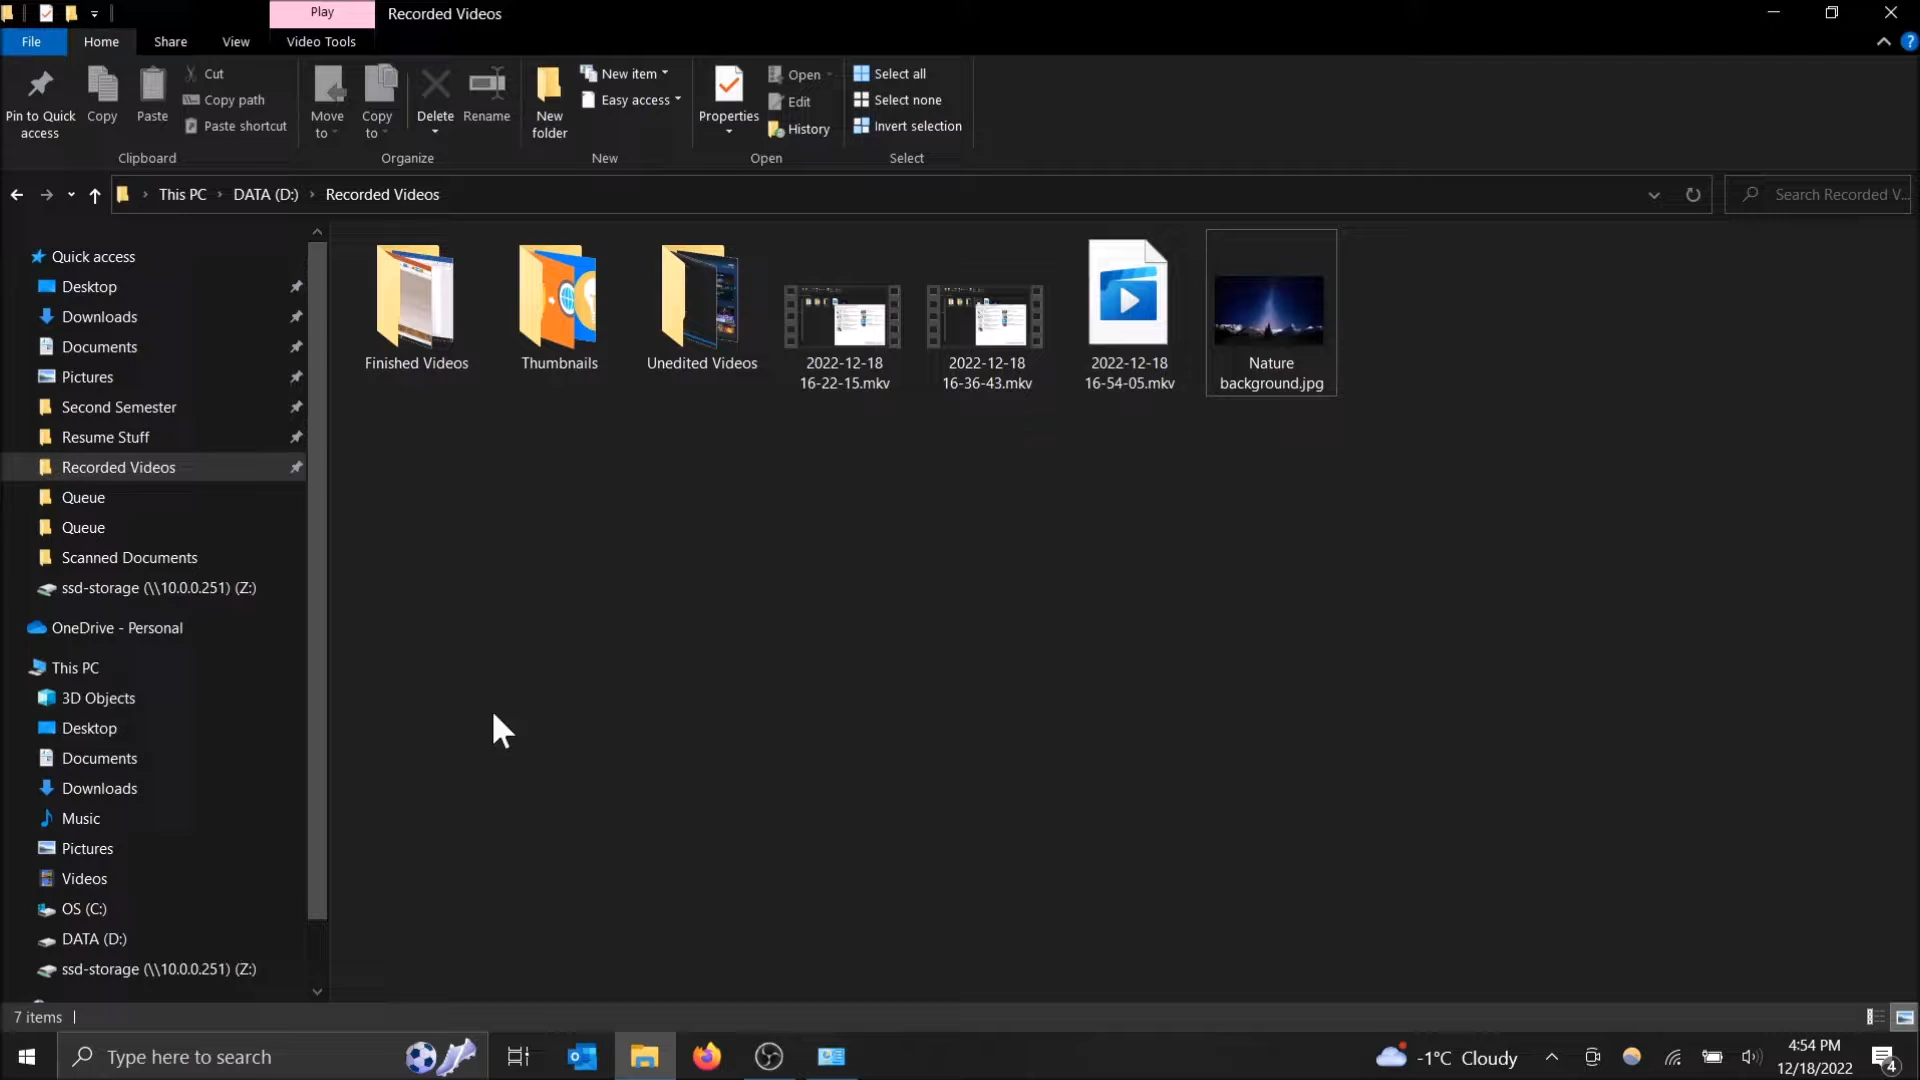 Play
Recorded Videos
File
Home
Share
View
Video Tools
Pin to Quick
access
Copy
Paste
Cut
Copy path
Paste shortcut
Clipboard
Move
to
Copy
to
Delete
Rename
Organize
New
folder
New item
Easy access
New
Properties
Open
Edit
History
Open
Select all
Select none
Invert selection
Select
This PC > DATA (D:) > Recorded Videos
Search Recorded V...
Quick access
Desktop
Downloads
Documents
Pictures
Second Semester
Resume Stuff
Recorded Videos
Queue
Queue
Scanned Documents
ssd-storage (\\10.0.0.251) (Z:)
OneDrive - Personal
This PC
3D Objects
Desktop
Documents
Downloads
Music
Pictures
Videos
OS (C:)
DATA (D:)
ssd-storage (\\10.0.0.251) (Z:)
Finished Videos
Thumbnails
Unedited Videos
2022-12-18
16-22-15.mkv
2022-12-18
16-36-43.mkv
2022-12-18
16-54-05.mkv
Nature
background.jpg
7 items
Type here to search
-1°C Cloudy
4:54 PM
12/18/2022
4